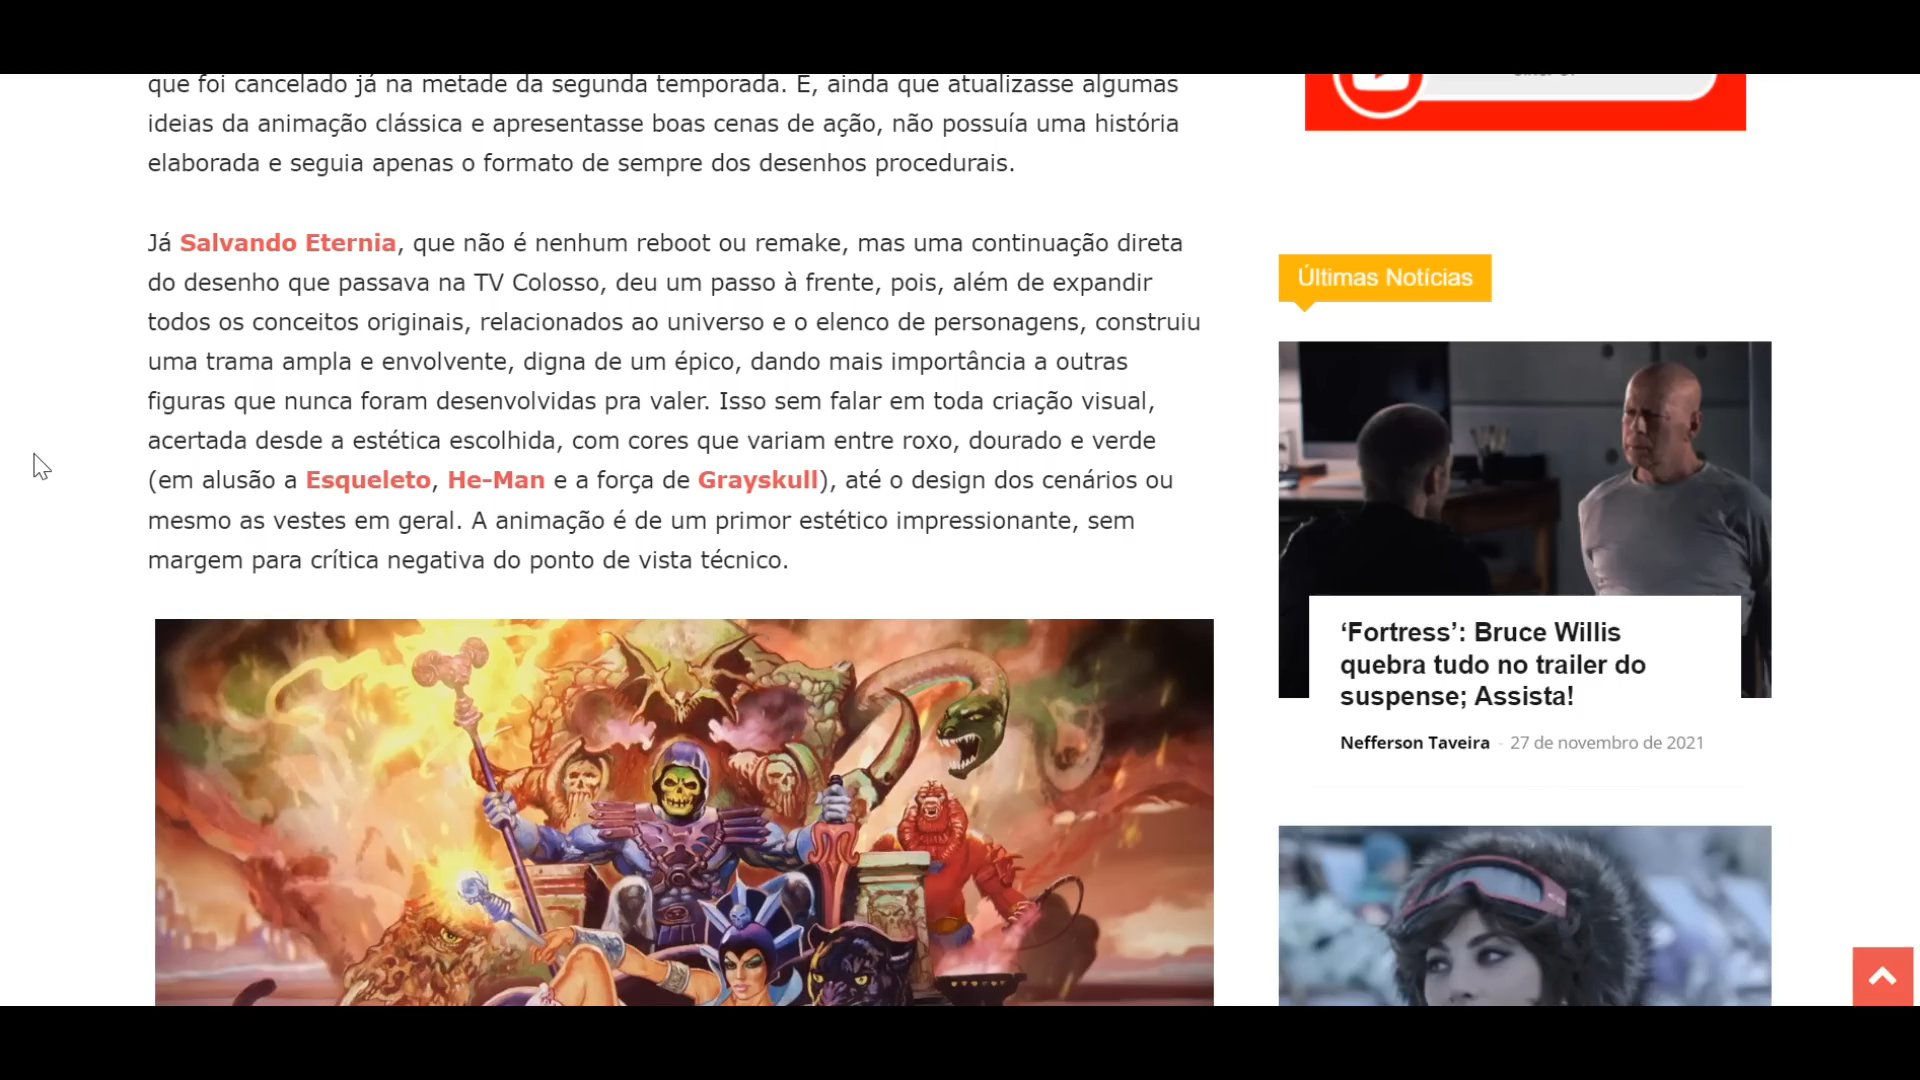 que foi cancelado já na metade da segunda temporada. E, ainda que atualizasse algumas
ideias da animação clássica e apresentasse boas cenas de ação, não possuía uma história
elaborada e seguia apenas o formato de sempre dos desenhos procedurais.
Já Salvando Eternia, que não é nenhum reboot ou remake, mas uma continuação direta
do desenho que passava na TV Colosso, deu um passo à frente, pois, além de expandir
todos os conceitos originais, relacionados ao universo e o elenco de personagens, construiu
uma trama ampla e envolvente, digna de um épico, dando mais importância a outras
figuras que nunca foram desenvolvidas pra valer. Isso sem falar em toda criação visual,
acertada desde a estética escolhida, com cores que variam entre roxo, dourado e verde
(em alusão a Esqueleto, He-Man e a força de Grayskull), até o design dos cenários ou
mesmo as vestes em geral. A animação é de um primor estético impressionante, sem
margem para crítica negativa do ponto de vista técnico.
Últimas Notícias
‘Fortress’: Bruce Willis
quebra tudo no trailer do
suspense; Assista!
Nefferson Taveira - 27 de novembro de 2021